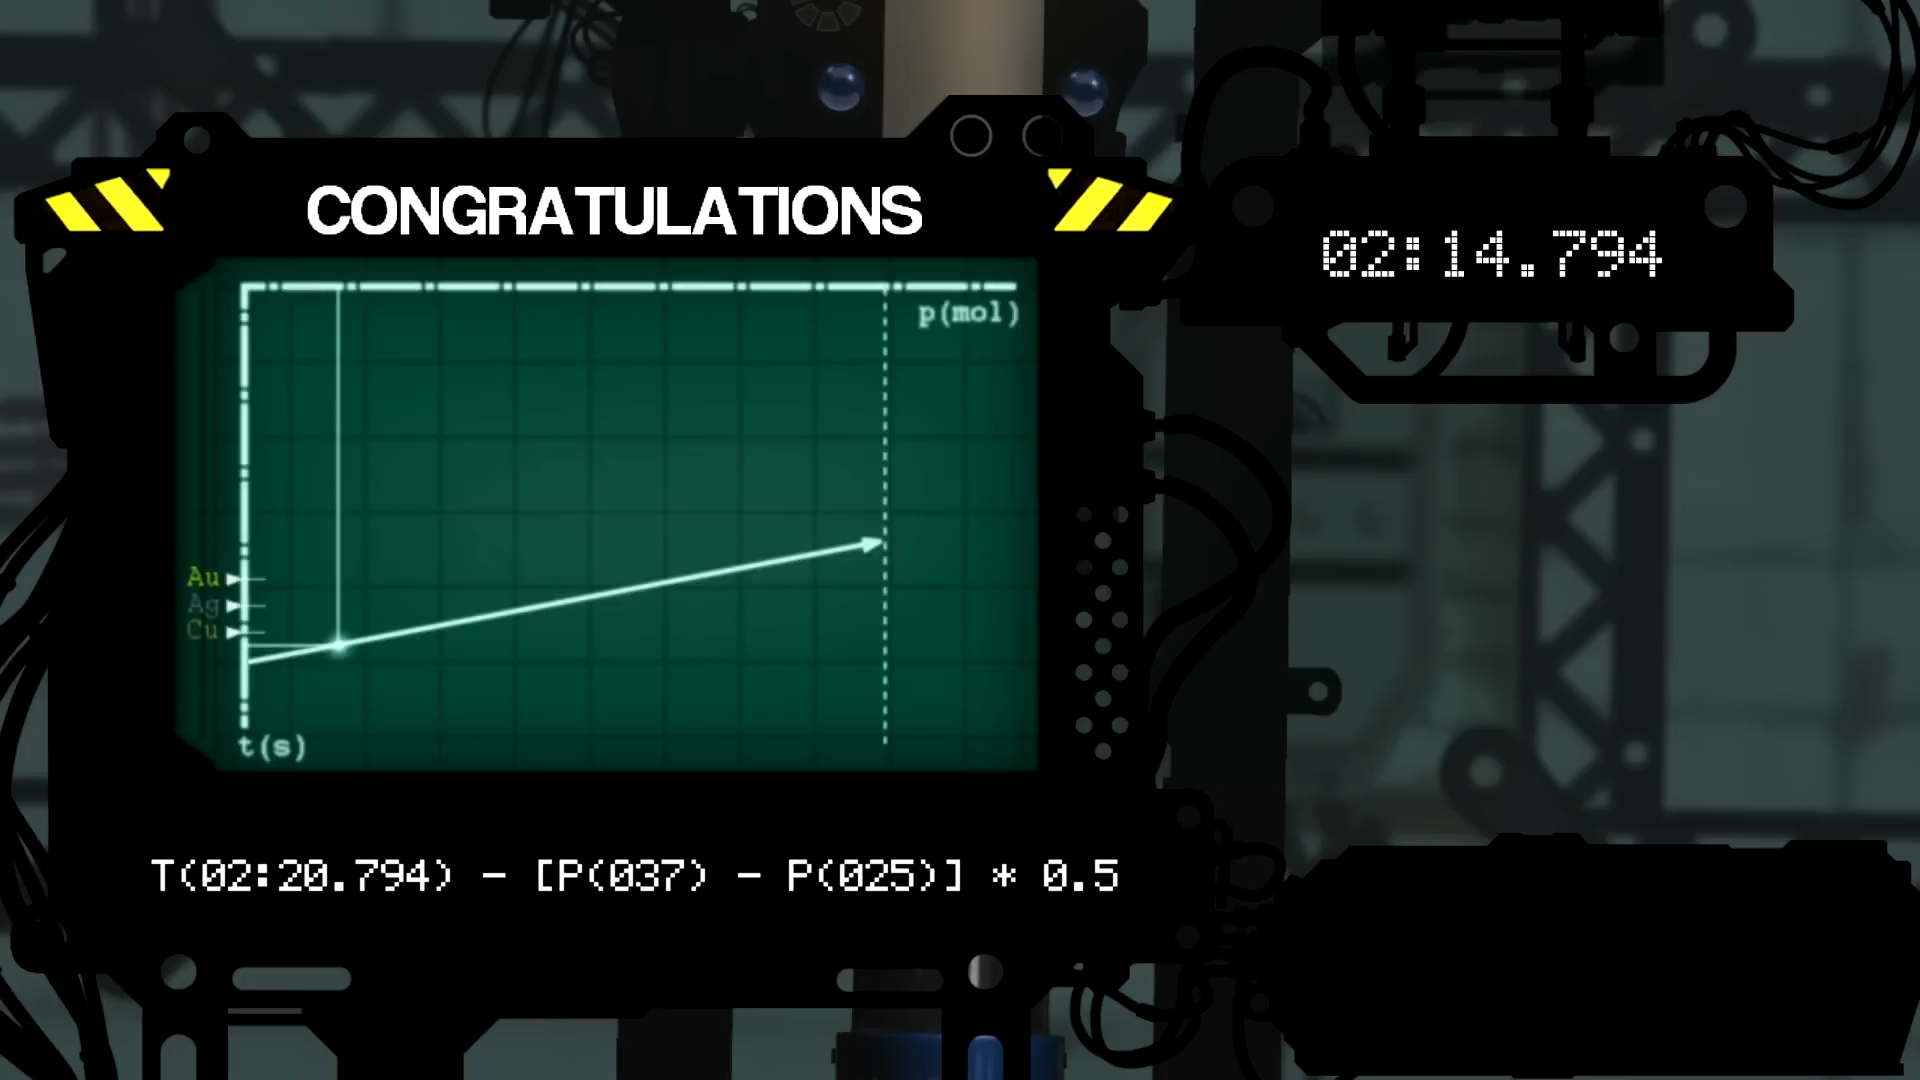 CONGRATULATIONS
02:14.794
p(mol)
Au
Ag
Cu
t(s)
T(02:20.794) - [P(037) - P(025)] * 0.5